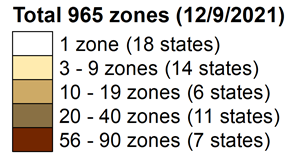 Total 965 zones (12/9/2021)
1 zone (18 states)
3 - 9 zones (14 states)
10 - 19 zones (6 states)
20 - 40 zones (11 states)
56 - 90 zones (7 states)